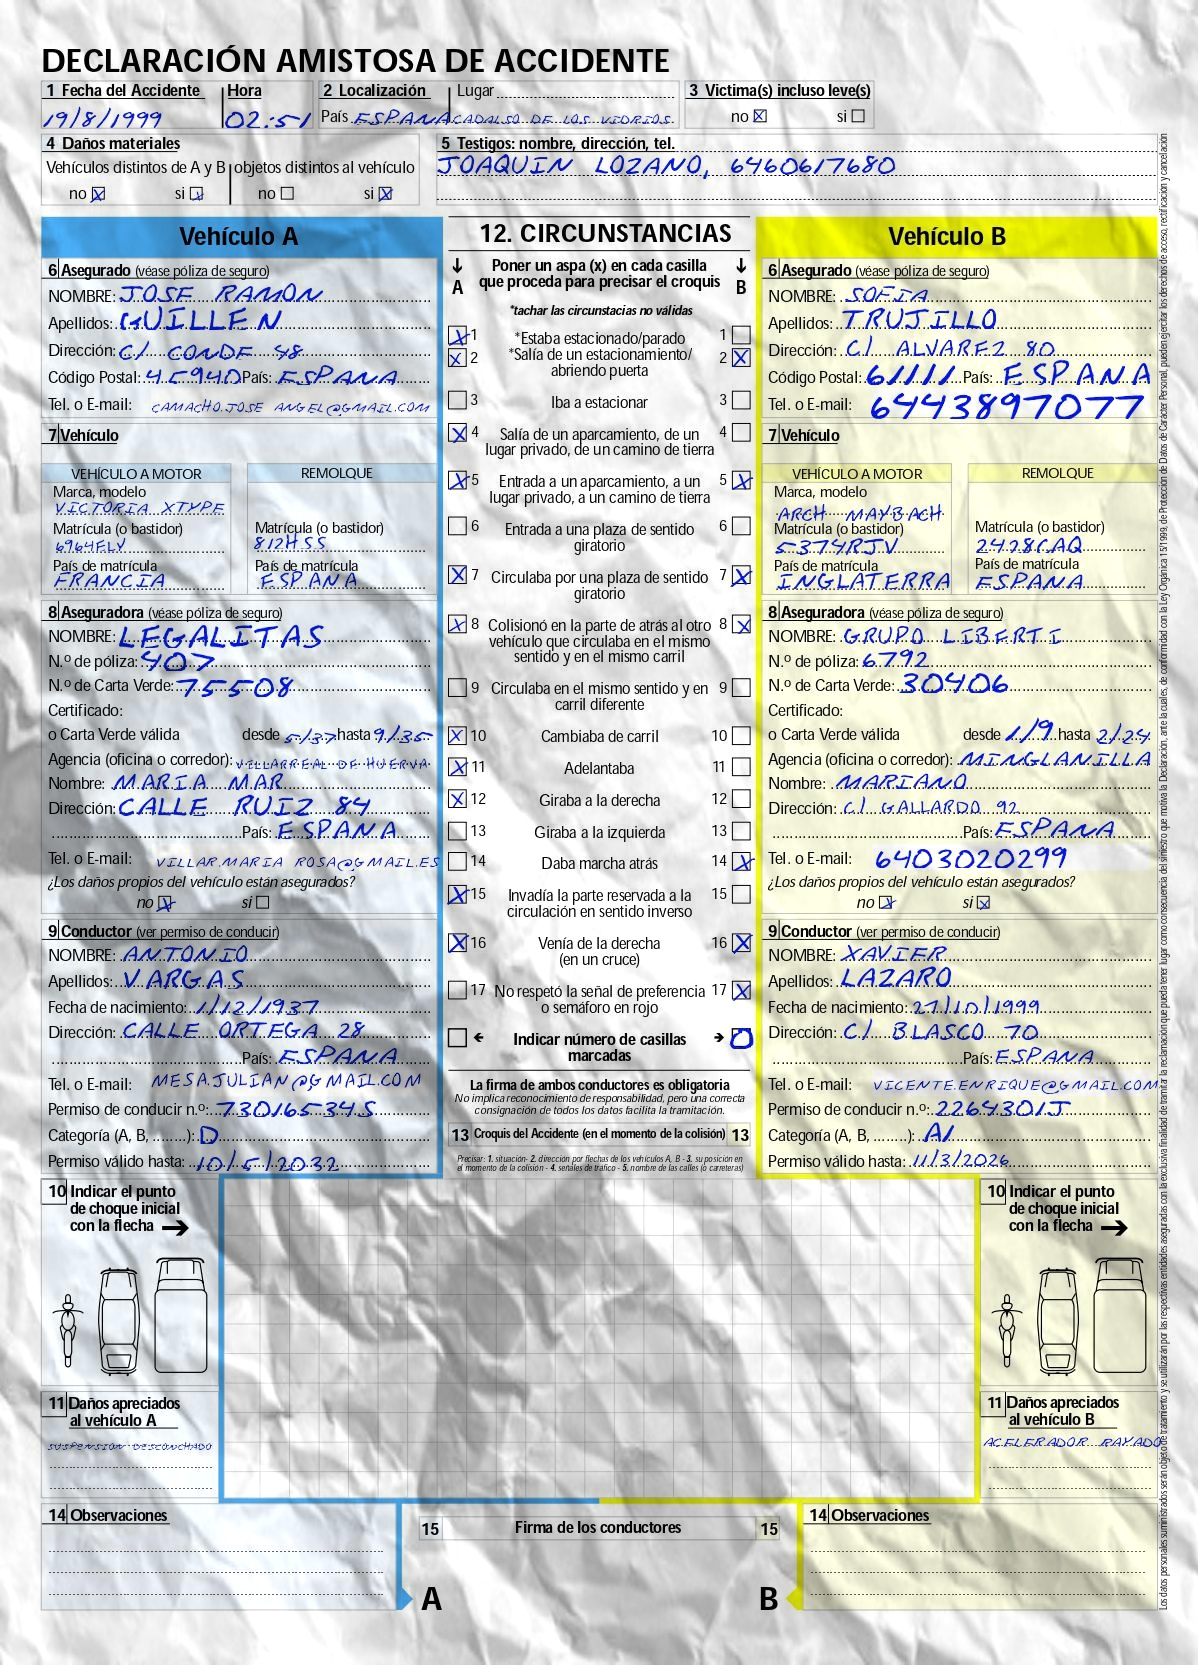 DECLARACIÓN AMISTOSA DE ACCIDENTE
1 Fecha del Accidente Hora 2 Localización Lugar 3 Victima(s) incluso leve(s)
19/8/1999 02:51 País ESPANA CADALSO DE LOS VIDRIOS no si
4 Daños materiales 5 Testigos: nombre, dirección, tel.
Vehículos distintos de A y B objetos distintos al vehículo JOAQUIN LOZANO, 6460617680
no si no si
Vehículo A
6 Asegurado (véase póliza de seguro)
NOMBRE: JOSE RAMON
Apellidos: GUILLEN
Dirección: C/ CONDE 48
Código Postal: 45940 País: ESPANA
Tel. o E-mail: CAMACHO.JOSE ANGEL@GMAIL.COM
7 Vehículo
VEHÍCULO A MOTOR REMOLQUE
Marca, modelo
VICTORIA XTYPE
Matrícula (o bastidor) Matrícula (o bastidor)
6964FLV 812HSS
País de matrícula País de matrícula
FRANCIA ESPANA
8 Aseguradora (véase póliza de seguro)
NOMBRE: LEGALITAS
N.º de póliza: 407
N.º de Carta Verde: 75508
Certificado:
o Carta Verde válida desde 5/37 hasta 9/35
Agencia (oficina o corredor): VILLARREAL DE HUERVA
Nombre: MARIA MAR
Dirección: CALLE RUIZ 84
País: ESPANA
Tel. o E-mail: VILLAR.MARIA ROSA@GMAIL.ES
¿Los daños propios del vehículo están asegurados?
no si
9 Conductor (ver permiso de conducir)
NOMBRE: ANTONIO
Apellidos: VARGAS
Fecha de nacimiento: 1/12/1937
Dirección: CALLE ORTEGA 28
País: ESPANA
Tel. o E-mail: MESA.JULIAN@GMAIL.COM
Permiso de conducir n.º: 73016534S
Categoría (A, B, ........): D
Permiso válido hasta: 10/5/2032
12. CIRCUNSTANCIAS
Poner un aspa (x) en cada casilla
que proceda para precisar el croquis
A B
*tachar las circunstacias no válidas
1 *Estaba estacionado/parado 1
2 *Salía de un estacionamiento/ 2
abriendo puerta
3 Iba a estacionar 3
4 Salía de un aparcamiento, de un 4
lugar privado, de un camino de tierra
5 Entrada a un aparcamiento, a un 5
lugar privado, a un camino de tierra
6 Entrada a una plaza de sentido 6
giratorio
7 Circulaba por una plaza de sentido 7
giratorio
8 Colisionó en la parte de atrás al otro 8
vehículo que circulaba en el mismo
sentido y en el mismo carril
9 Circulaba en el mismo sentido y en 9
carril diferente
10 Cambiaba de carril 10
11 Adelantaba 11
12 Giraba a la derecha 12
13 Giraba a la izquierda 13
14 Daba marcha atrás 14
15 Invadía la parte reservada a la 15
circulación en sentido inverso
16 Venía de la derecha 16
(en un cruce)
17 No respetó la señal de preferencia 17
o semáforo en rojo
Indicar número de casillas 0
marcadas
La firma de ambos conductores es obligatoria
No implica reconocimiento de responsabilidad, pero una correcta
consignación de todos los datos facilita la tramitación.
13 Croquis del Accidente (en el momento de la colisión) 13
Precisar: 1. situación- 2. dirección por flechas de los vehículos A, B - 3. su posición en
el momento de la colisión - 4. señales de tráfico - 5. nombre de las calles (o carreteras)
Vehículo B
6 Asegurado (véase póliza de seguro)
NOMBRE: SOFIA
Apellidos: TRUJILLO
Dirección: C/ ALVAREZ 80
Código Postal: 61111 País: ESPANA
Tel. o E-mail: 6443897077
7 Vehículo
VEHÍCULO A MOTOR REMOLQUE
Marca, modelo
ARCH MAYBACH
Matrícula (o bastidor) Matrícula (o bastidor)
5374RJV 2428CAQ
País de matrícula País de matrícula
INGLATERRA ESPANA
8 Aseguradora (véase póliza de seguro)
NOMBRE: GRUPO LIBERTI
N.º de póliza: 6792
N.º de Carta Verde: 30406
Certificado:
o Carta Verde válida desde 1/9 hasta 2/24
Agencia (oficina o corredor): MINGLANILLA
Nombre: MARIANO
Dirección: C/ GALLARDO 92
País: ESPANA
Tel. o E-mail: 6403020299
¿Los daños propios del vehículo están asegurados?
no si
9 Conductor (ver permiso de conducir)
NOMBRE: XAVIER
Apellidos: LAZARO
Fecha de nacimiento: 27/10/1999
Dirección: C/ BLASCO 70
País: ESPANA
Tel. o E-mail: VICENTE.ENRIQUE@GMAIL.COM
Permiso de conducir n.º: 2264301J
Categoría (A, B, ........): A1
Permiso válido hasta: 11/3/2026
10 Indicar el punto
de choque inicial
con la flecha
11 Daños apreciados
al vehículo A
SUSPENSION DESCONCHADO
10 Indicar el punto
de choque inicial
con la flecha
11 Daños apreciados
al vehículo B
ACELERADOR RAYADO
14 Observaciones
15 Firma de los conductores 15
A B
14 Observaciones
Los datos personales suministrados serán objeto de tratamiento y se utilizarán por las respectivas entidades aseguradas con la exclusiva finalidad de tramitar la reclamación que pueda tener lugar como consecuencia del siniestro que motiva la Declaración, ante la cuales, de conformidad con la Ley Orgánica 15/1999, de Protección de Datos de Carácter Personal, pueden ejercitar los derechos de acceso, rectificación y cancelación